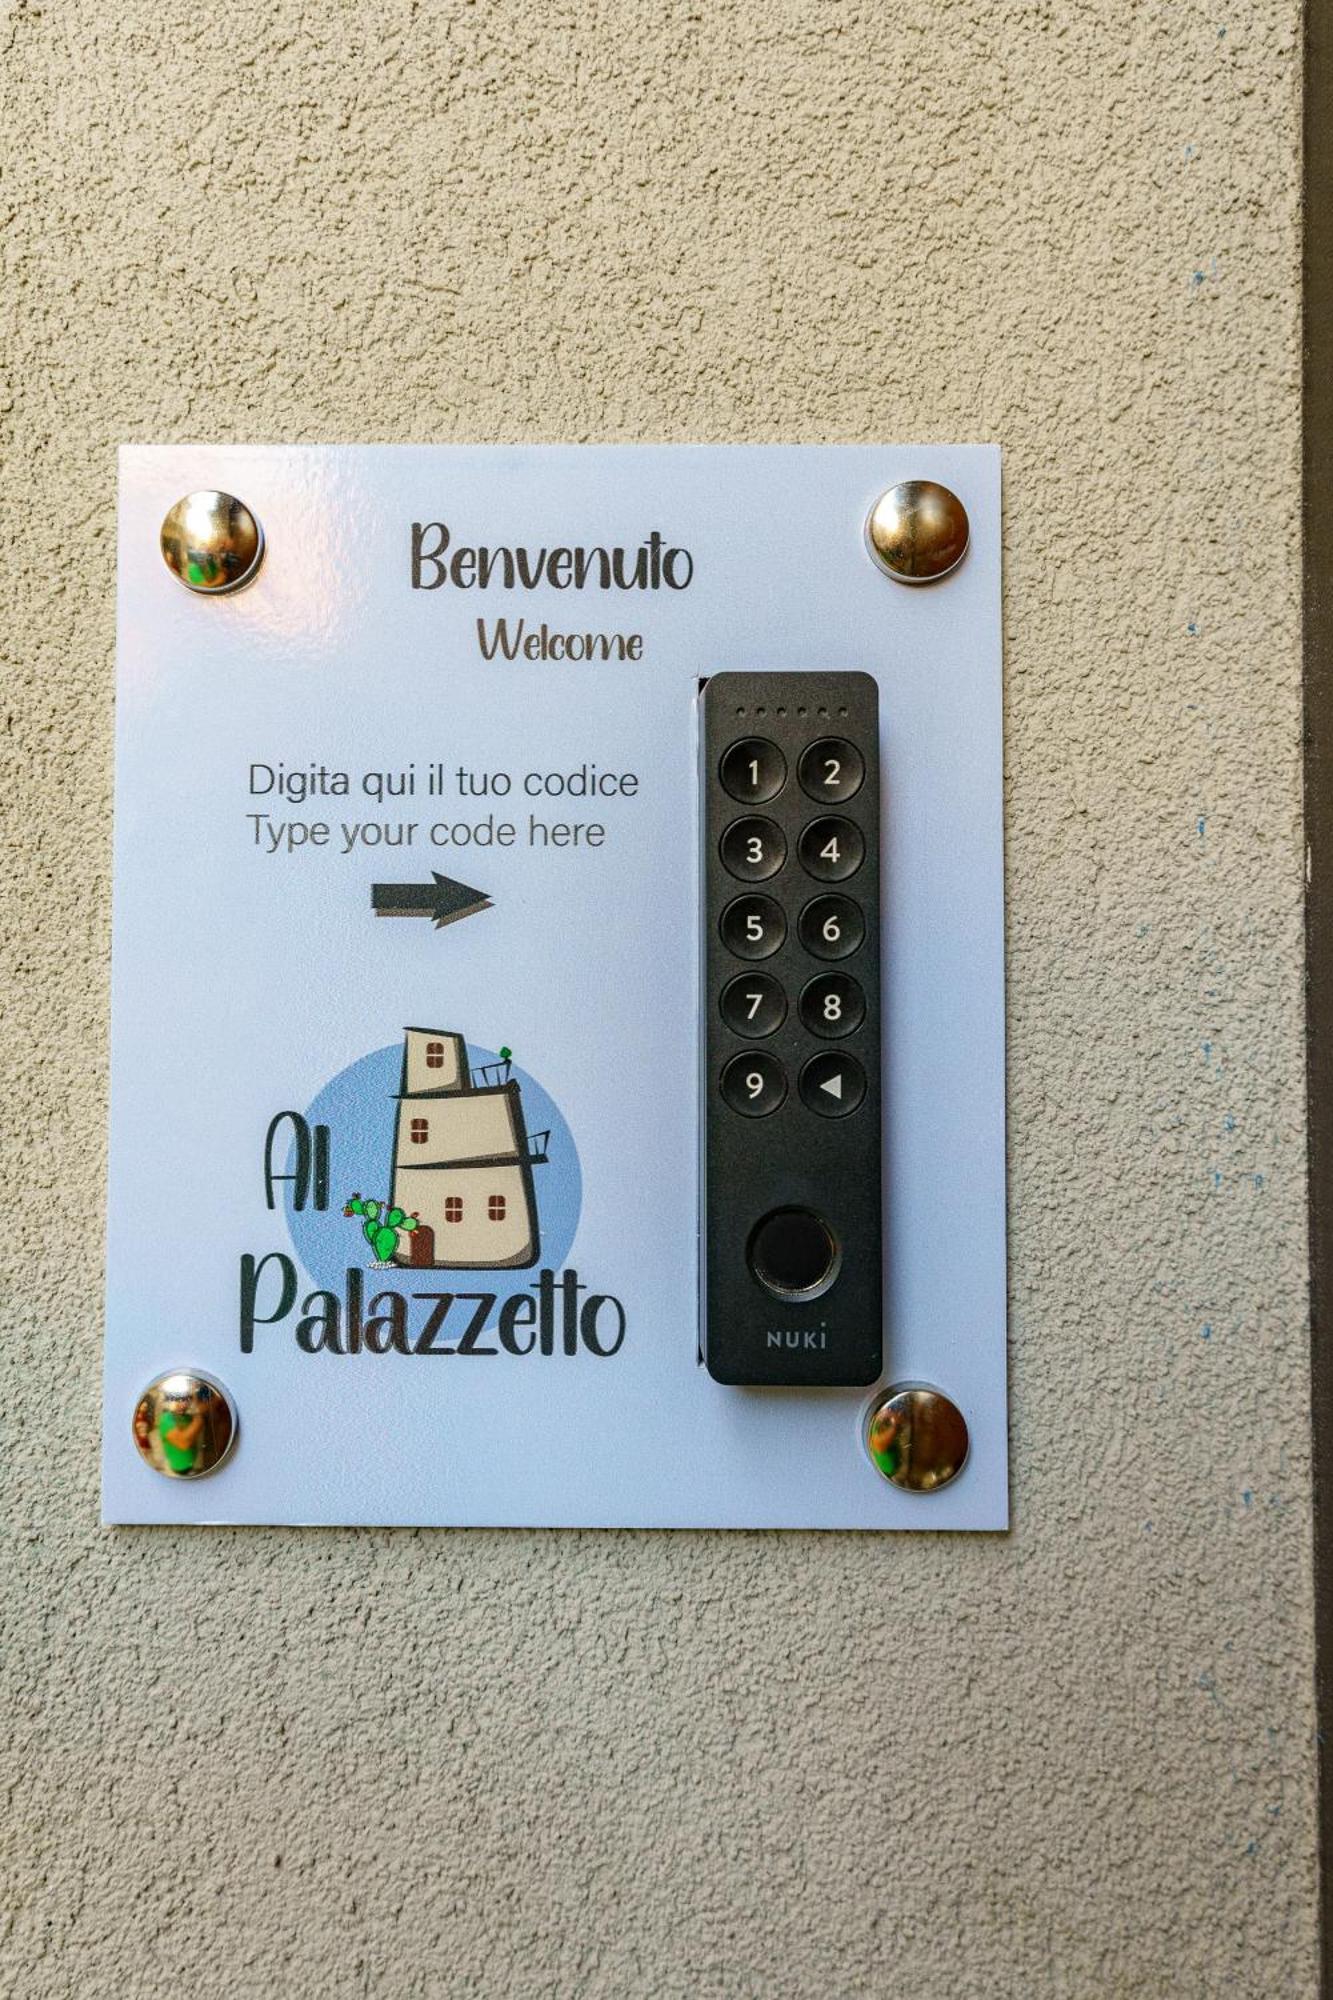 Benvenuto
Welcome
Digita qui il tuo codice
Type your code here
1 2
3 4
5 6
7 8
9
NUKI
Al
Palazzetto